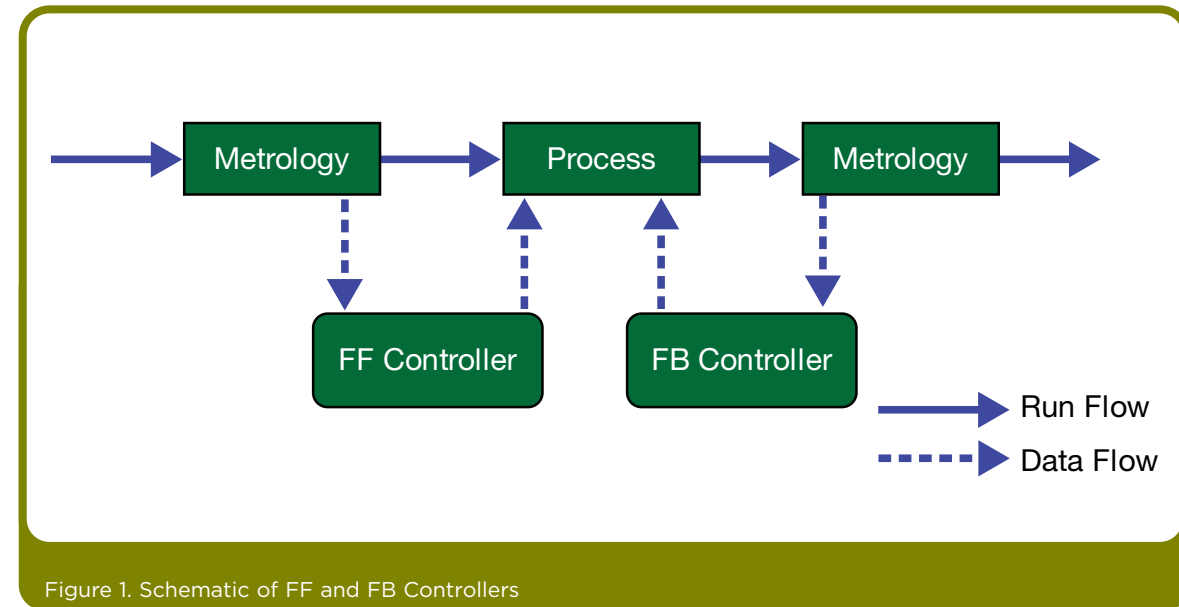 Metrology
Process
Metrology
FF Controller
FB Controller
Run Flow
Data Flow
Figure 1. Schematic of FF and FB Controllers